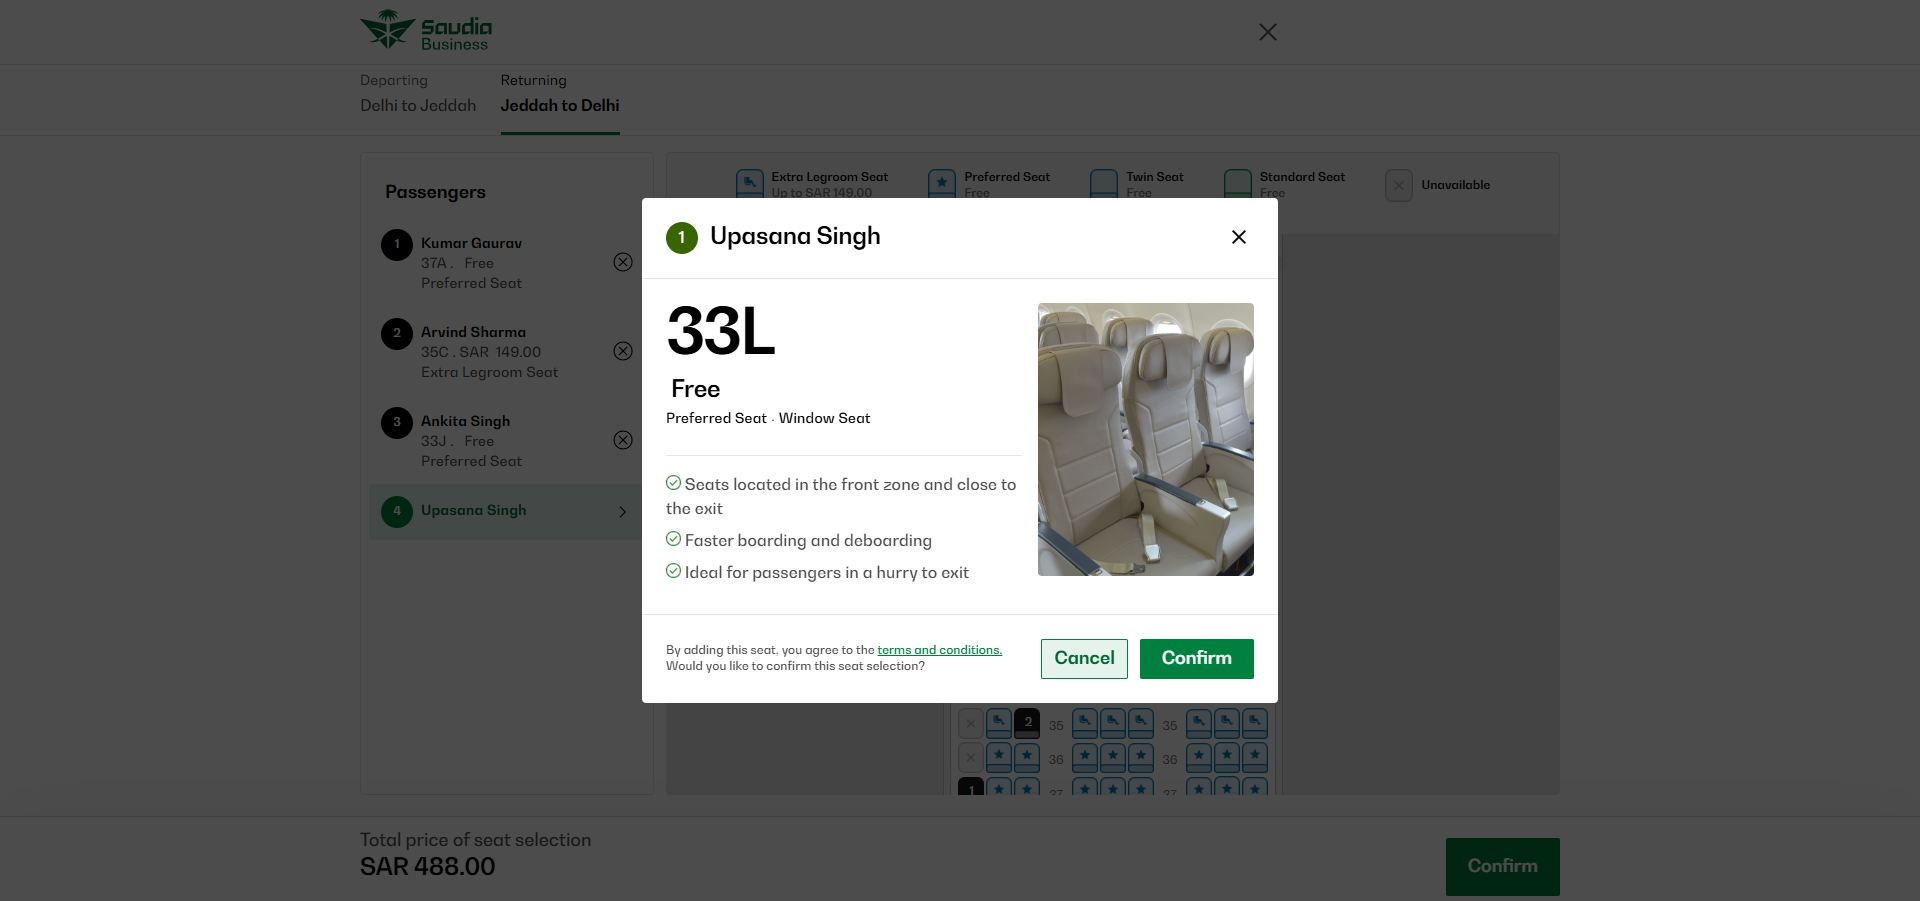 Saudia
Business
Departing
Delhi to Jeddah
Returning
Jeddah to Delhi
Passengers
1 Kumar Gaurav
37A . Free
Preferred Seat
2 Arvind Sharma
35C . SAR 149.00
Extra Legroom Seat
3 Ankita Singh
33J . Free
Preferred Seat
4 Upasana Singh
Extra Legroom Seat
Up to SAR 149.00
Preferred Seat
Free
Twin Seat
Free
Standard Seat
Free
Unavailable
1 Upasana Singh
33L
Free
Preferred Seat · Window Seat
Seats located in the front zone and close to
the exit
Faster boarding and deboarding
Ideal for passengers in a hurry to exit
By adding this seat, you agree to the terms and conditions.
Would you like to confirm this seat selection?
Cancel
Confirm
2 35 35
36 36
1 37 37
Total price of seat selection
SAR 488.00
Confirm